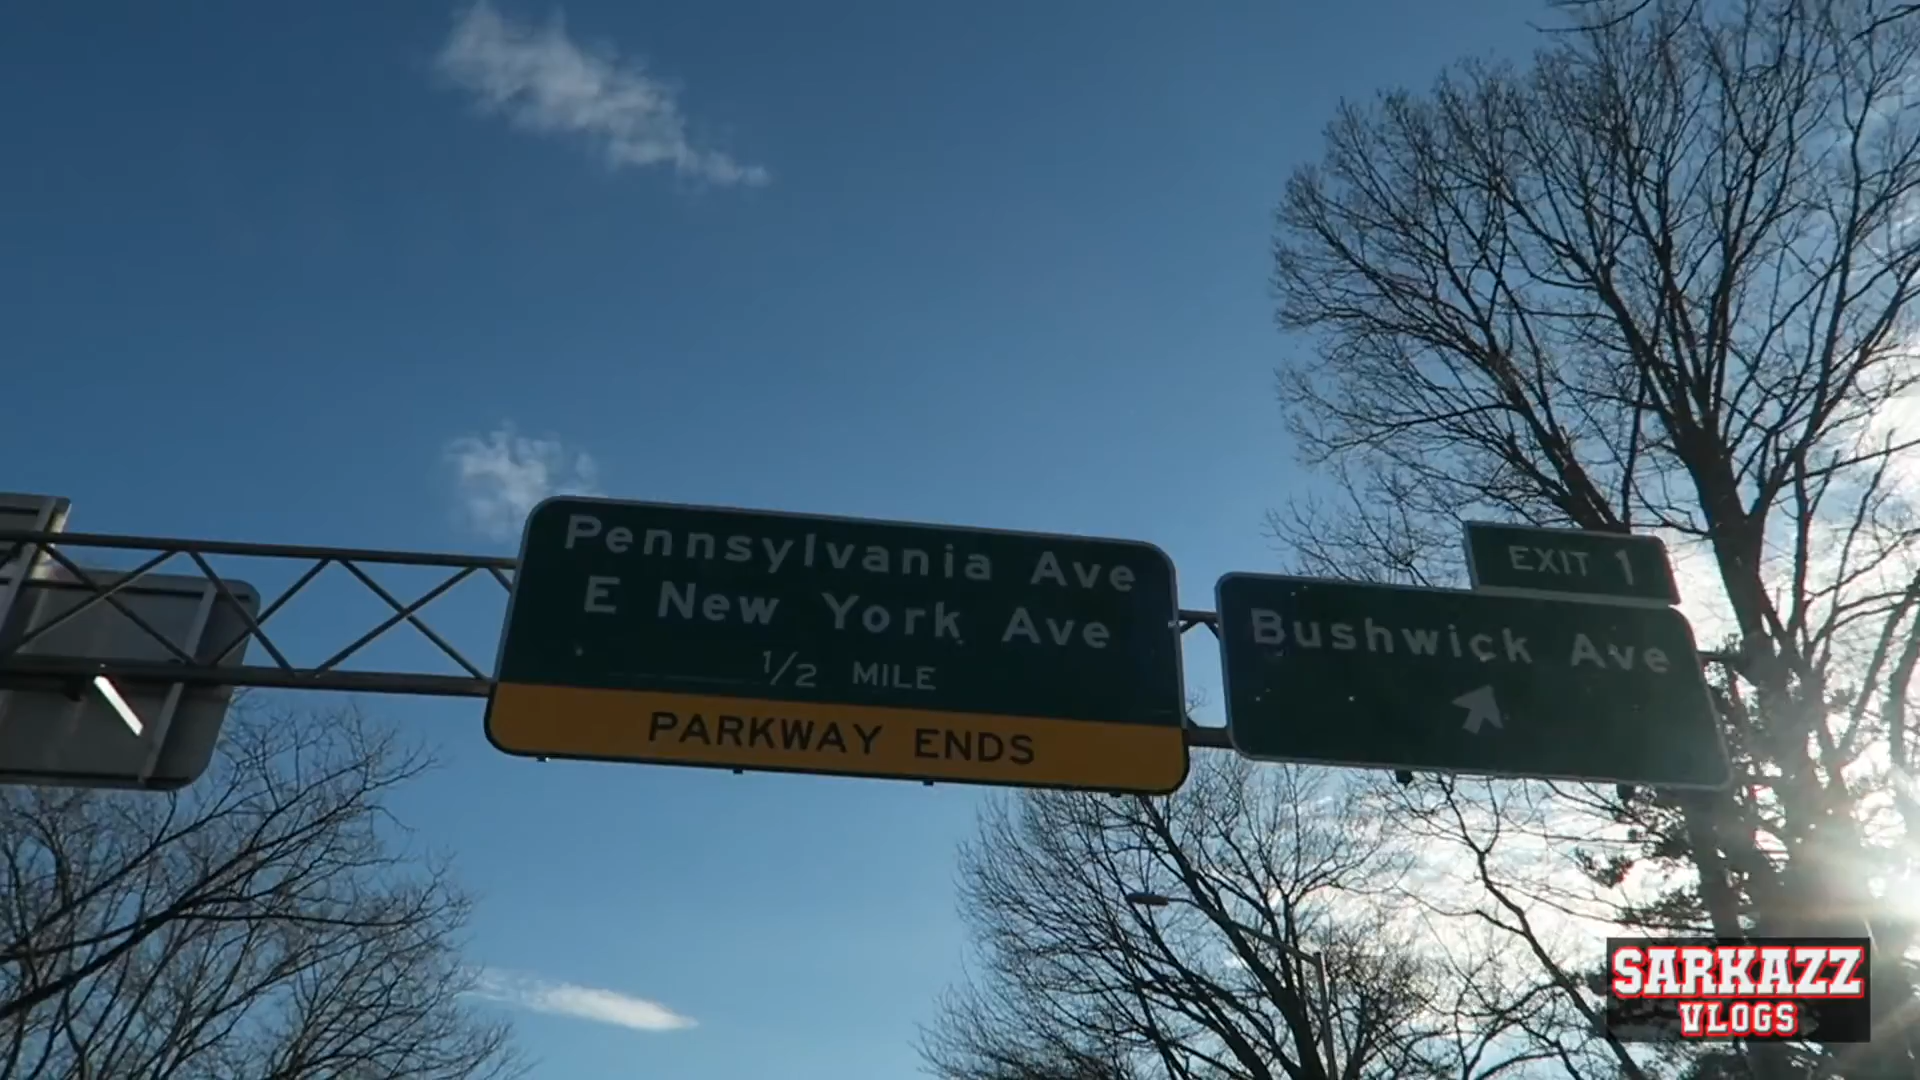 Pennsylvania Ave
E New York Ave
1/2 MILE
PARKWAY ENDS
EXIT 1
Bushwick Ave
SARKAZZ
VLOGS